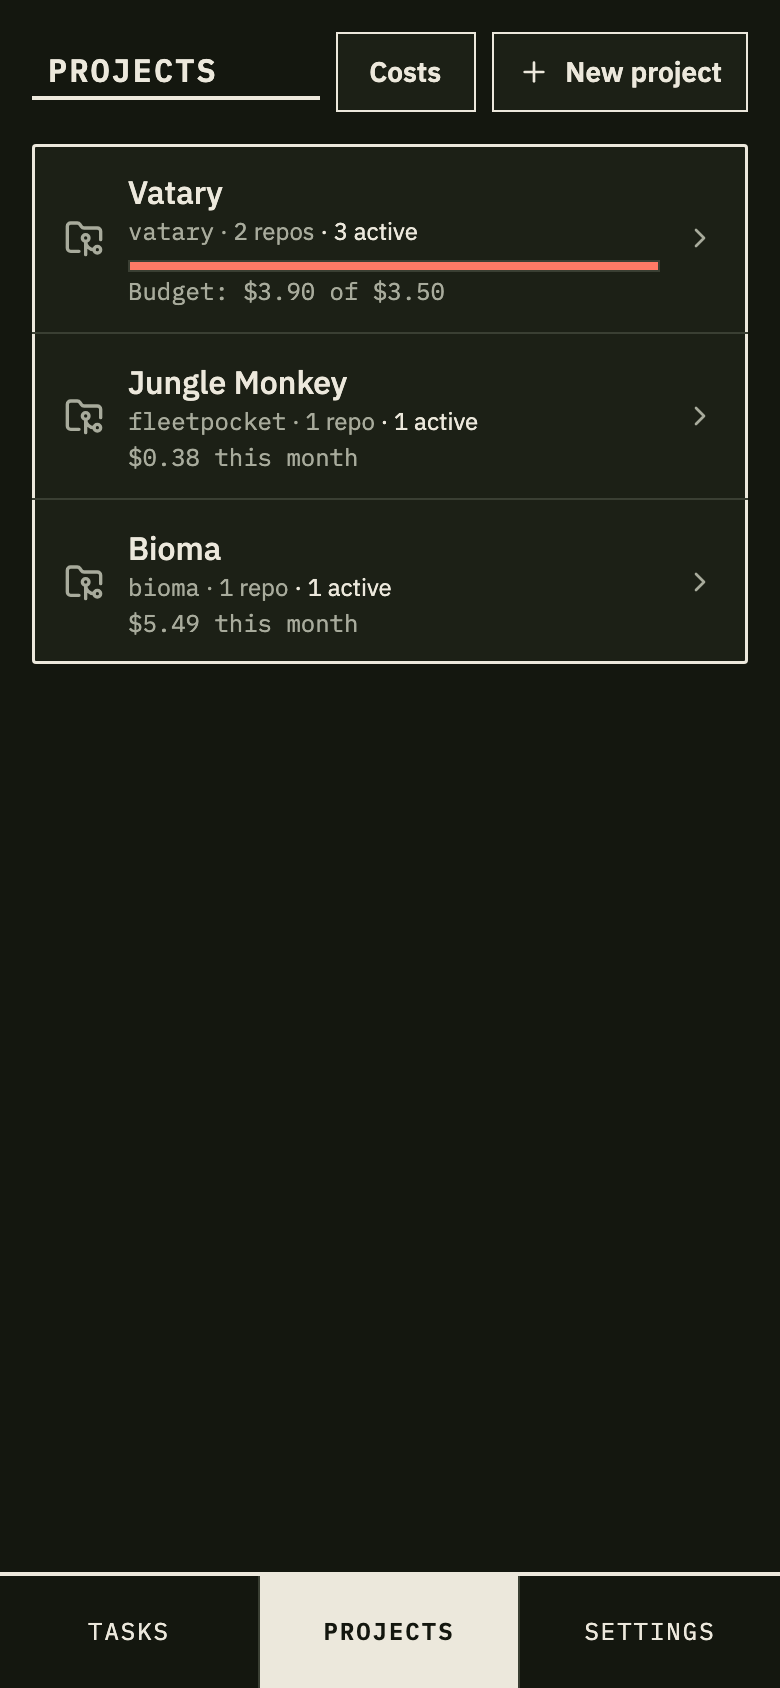 PROJECTS
Costs
New project
Vatary
vatary · 2 repos · 3 active
Budget: $3.90 of $3.50
Jungle Monkey
fleetpocket · 1 repo · 1 active
$0.38 this month
Bioma
bioma · 1 repo · 1 active
$5.49 this month
TASKS
PROJECTS
SETTINGS